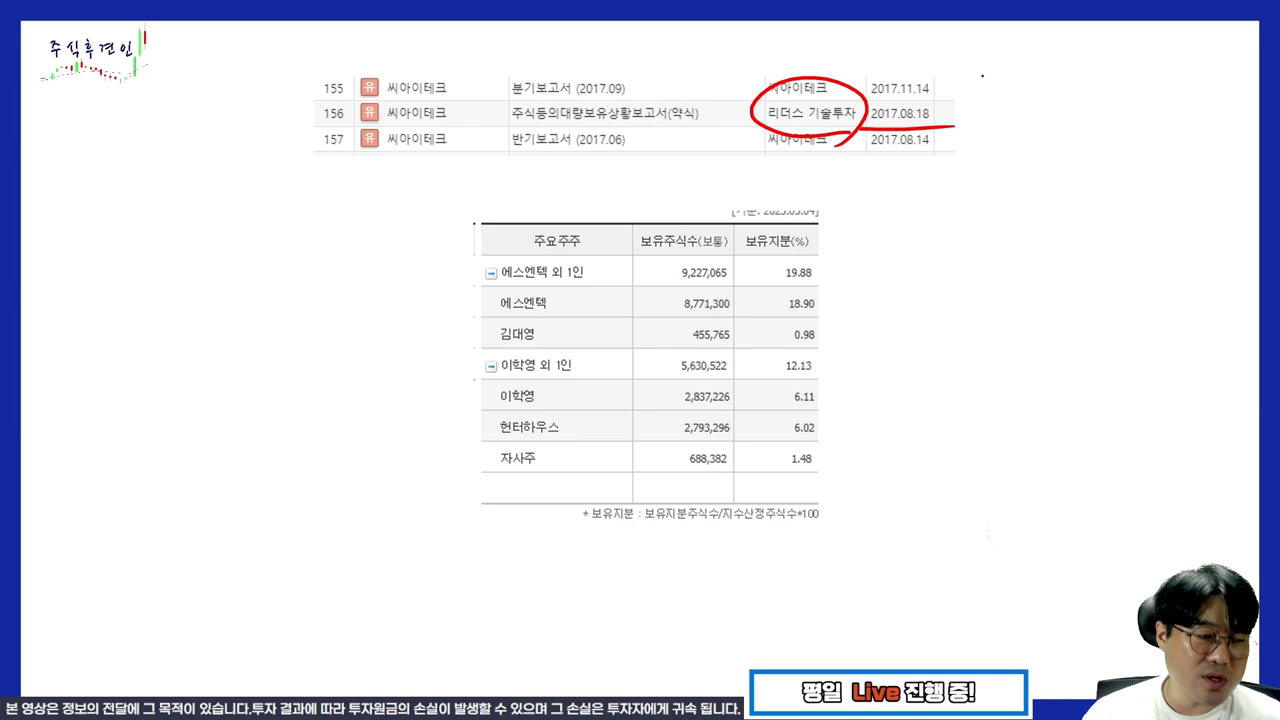 주식후견인
155 유 씨아이테크 분기보고서 (2017.09) 씨아이테크 2017.11.14
156 유 씨아이테크 주식등의대량보유상황보고서(약식) 리더스 기술투자 2017.08.18
157 유 씨아이테크 반기보고서 (2017.06) 씨아이테크 2017.08.14
주요주주 보유주식수(보통) 보유지분(%)
에스엔텍 외 1인 9,227,065 19.88
에스엔텍 8,771,300 18.90
김대영 455,765 0.98
이학영 외 1인 5,630,522 12.13
이학영 2,837,226 6.11
헌터하우스 2,793,296 6.02
자사주 688,382 1.48
* 보유지분 : 보유지분주식수/지수산정주식수*100
평일 Live 진행 중!
본 영상은 정보의 전달에 그 목적이 있습니다.투자 결과에 따라 투자원금의 손실이 발생할 수 있으며 그 손실은 투자자에게 귀속 됩니다.